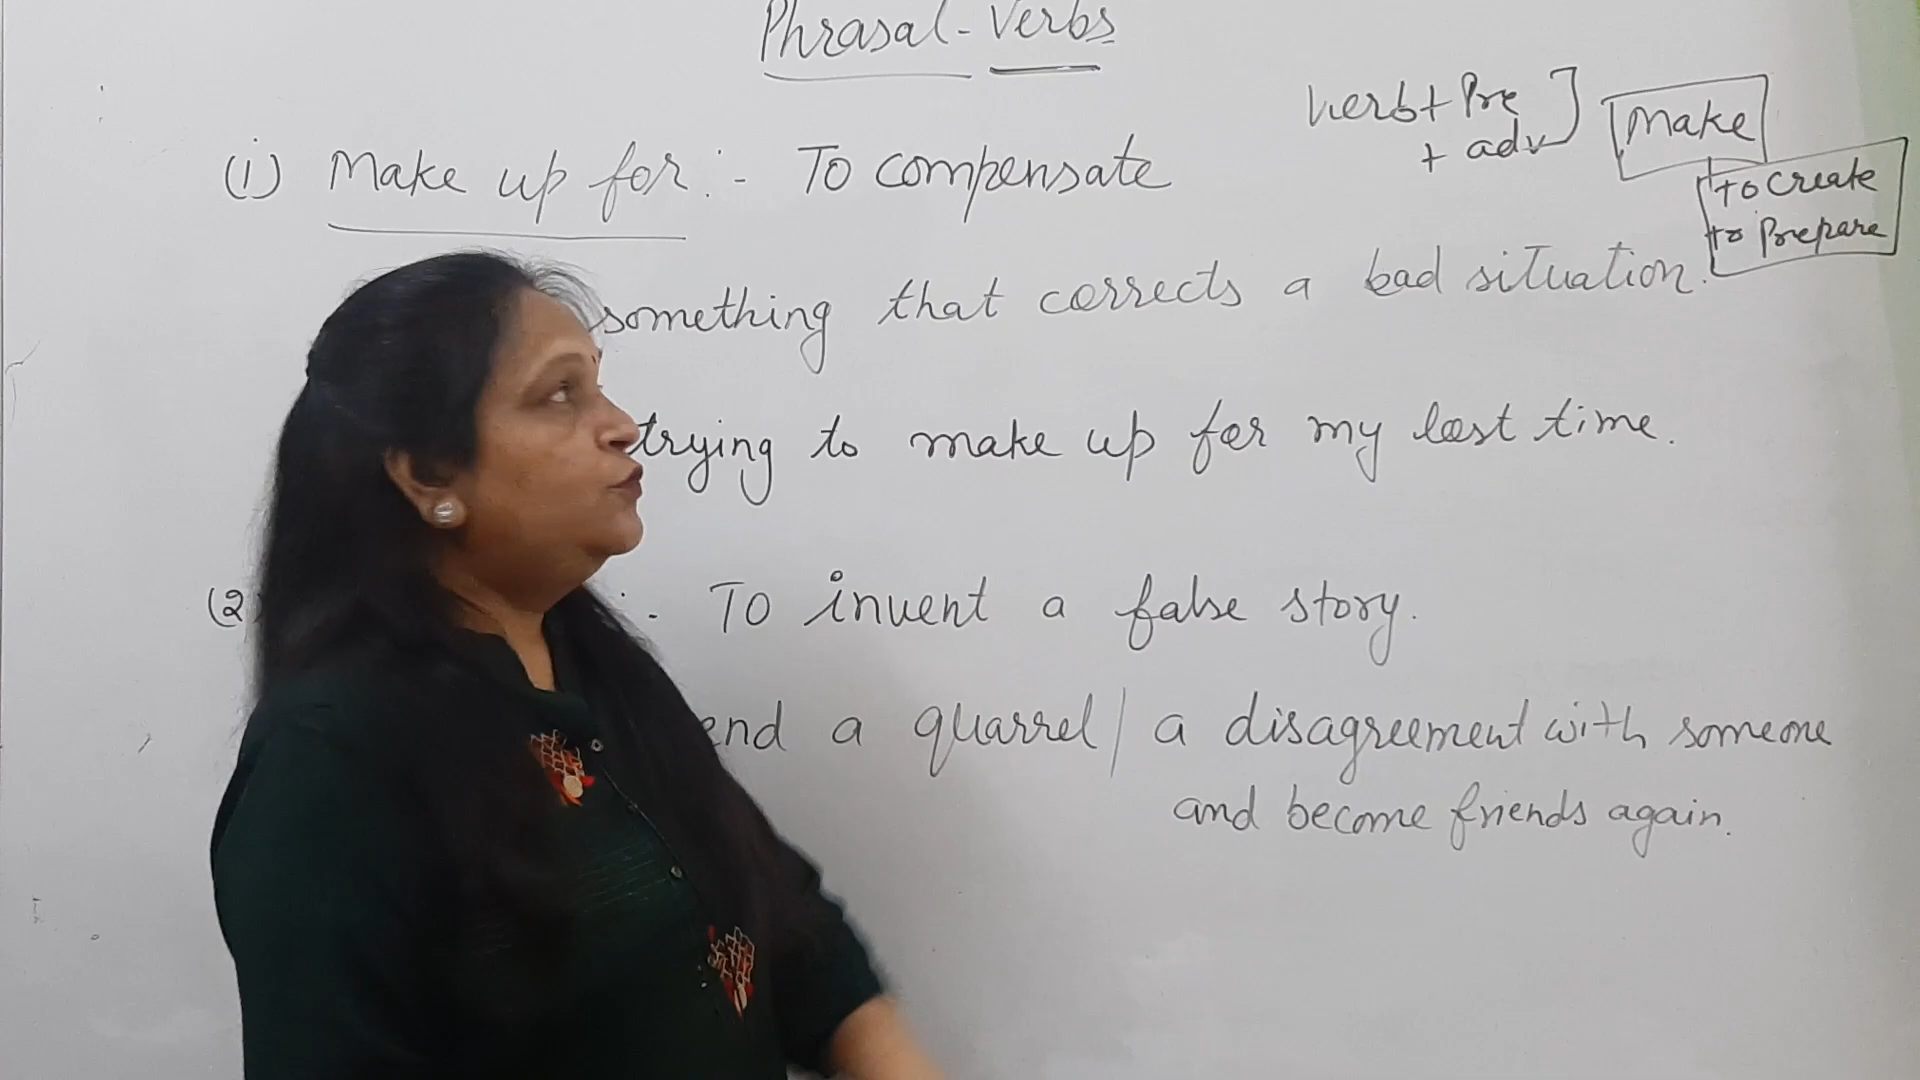 Phrasal-Verbs
verb + Pre
+ adv
Make
to create
to Prepare
(i) Make up for :- To compensate
something that corrects a bad situation.
trying to make up for my lost time.
(2) :- To invent a false story.
end a quarrel / a disagreement with someone
and become friends again.